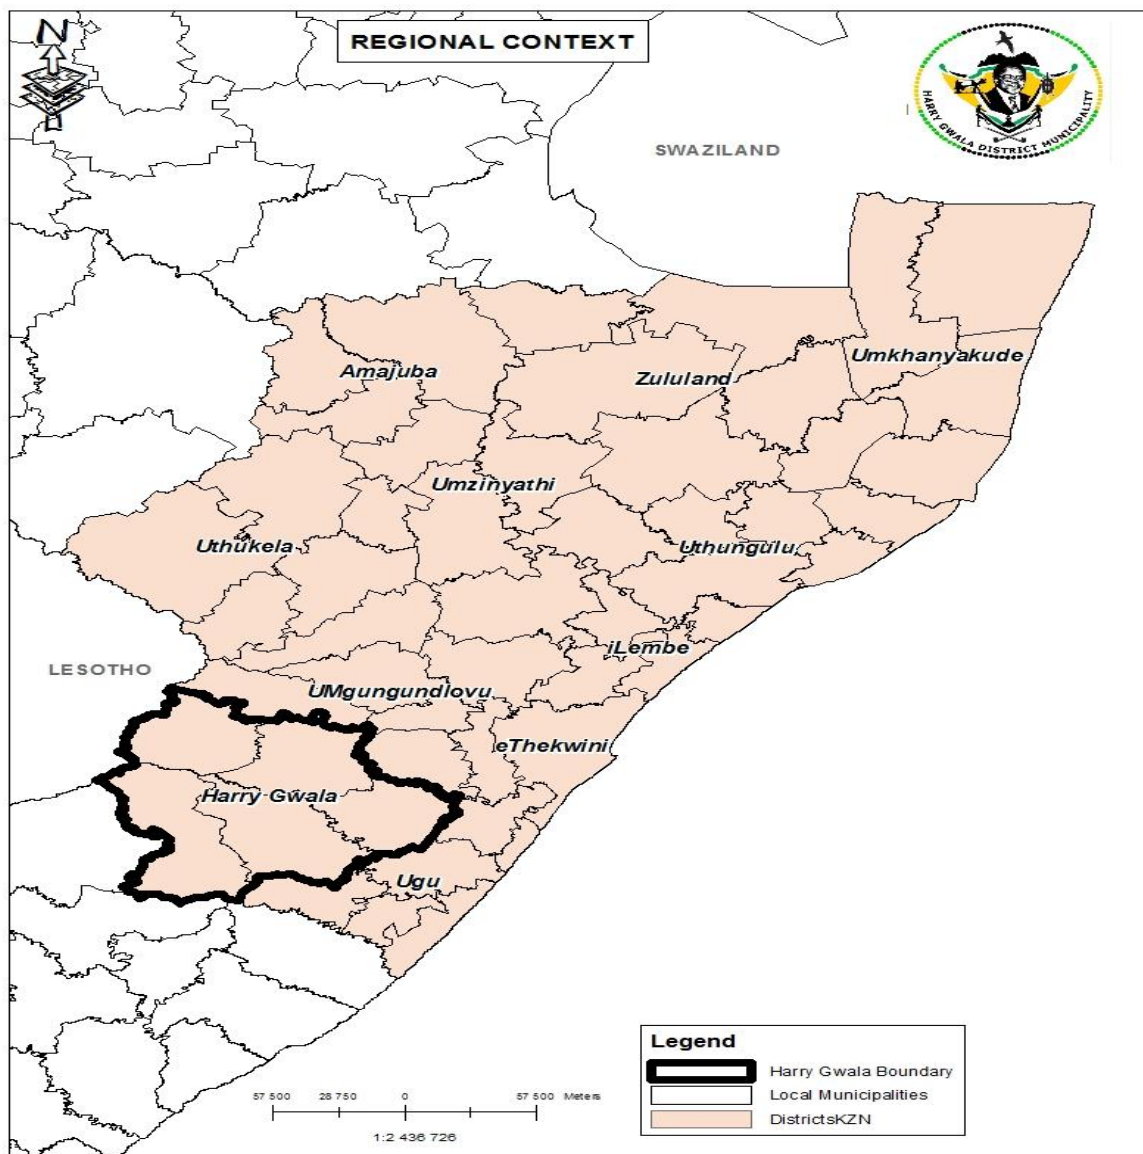 N
REGIONAL CONTEXT
HARRY GWALA DISTRICT MUNICIPALITY
SWAZILAND
Umkhanyakude
Amajuba
Zululand
Umzinyathi
Uthukela
Uthungulu
iLembe
LESOTHO
UMgungundlovu
eThekwini
Harry Gwala
Ugu
Legend
Harry Gwala Boundary
Local Municipalities
DistrictsKZN
57 500 28 750 0 57 500 Meters
1:2 436 726